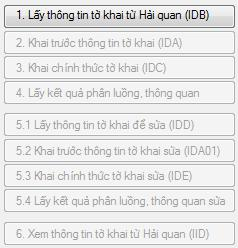 1. Lấy thông tin tờ khai từ Hải quan (IDB)
2. Khai trước thông tin tờ khai (IDA)
3. Khai chính thức tờ khai (IDC)
4. Lấy kết quả phân luồng, thông quan
5.1 Lấy thông tin tờ khai để sửa (IDD)
5.2 Khai trước thông tin tờ khai sửa (IDA01)
5.3 Khai chính thức tờ khai sửa (IDE)
5.4 Lấy kết quả phân luồng, thông quan sửa
6. Xem thông tin tờ khai từ Hải quan (IID)